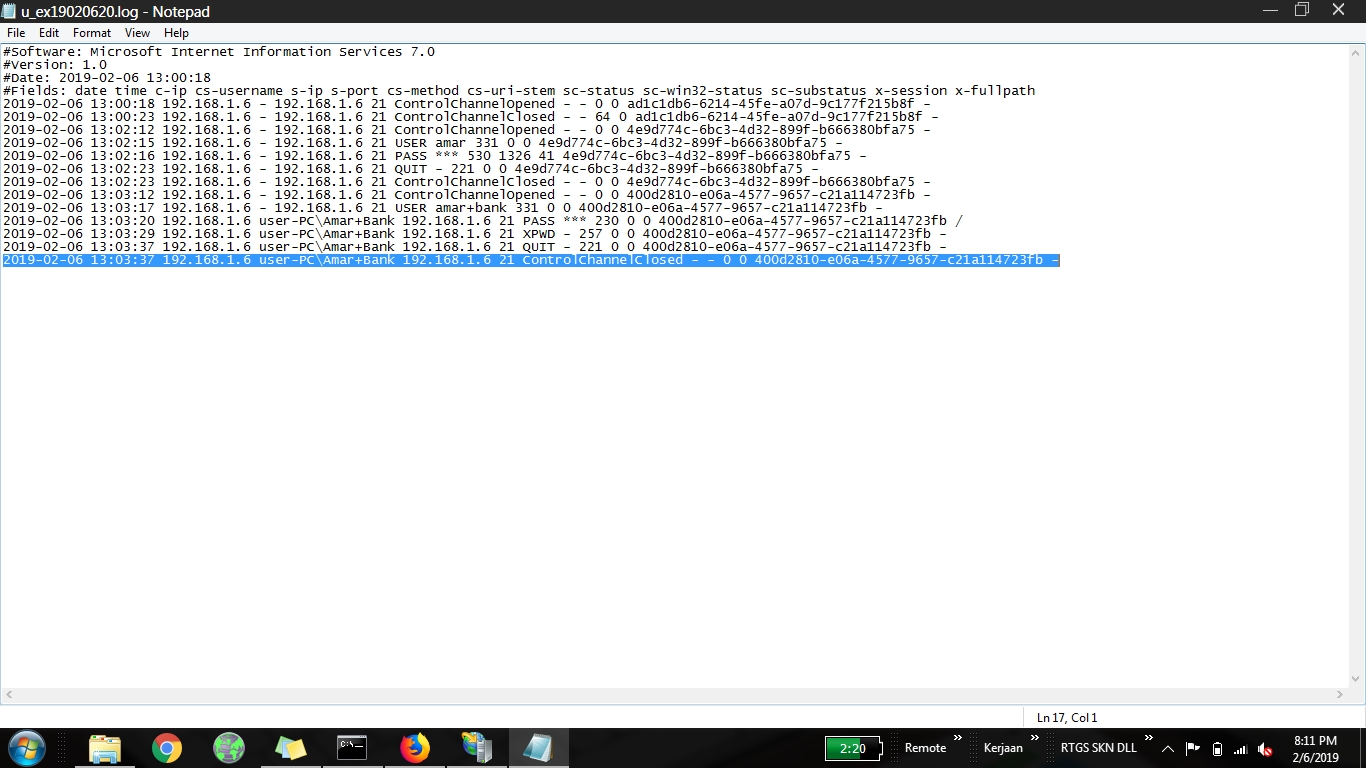 u_ex19020620.log - Notepad
File Edit Format View Help
#Software: Microsoft Internet Information Services 7.0
#Version: 1.0
#Date: 2019-02-06 13:00:18
#Fields: date time c-ip cs-username s-ip s-port cs-method cs-uri-stem sc-status sc-win32-status sc-substatus x-session x-fullpath
2019-02-06 13:00:18 192.168.1.6 - 192.168.1.6 21 ControlChannelOpened - - 0 0 ad1c1db6-6214-45fe-a07d-9c177f215b8f -
2019-02-06 13:00:23 192.168.1.6 - 192.168.1.6 21 ControlChannelClosed - - 64 0 ad1c1db6-6214-45fe-a07d-9c177f215b8f -
2019-02-06 13:02:12 192.168.1.6 - 192.168.1.6 21 ControlChannelOpened - - 0 0 4e9d774c-6bc3-4d32-899f-b666380bfa75 -
2019-02-06 13:02:15 192.168.1.6 - 192.168.1.6 21 USER amar 331 0 0 4e9d774c-6bc3-4d32-899f-b666380bfa75 -
2019-02-06 13:02:16 192.168.1.6 - 192.168.1.6 21 PASS *** 530 1326 41 4e9d774c-6bc3-4d32-899f-b666380bfa75 -
2019-02-06 13:02:23 192.168.1.6 - 192.168.1.6 21 QUIT - 221 0 0 4e9d774c-6bc3-4d32-899f-b666380bfa75 -
2019-02-06 13:02:23 192.168.1.6 - 192.168.1.6 21 ControlChannelClosed - - 0 0 4e9d774c-6bc3-4d32-899f-b666380bfa75 -
2019-02-06 13:03:12 192.168.1.6 - 192.168.1.6 21 ControlChannelOpened - - 0 0 400d2810-e06a-4577-9657-c21a114723fb -
2019-02-06 13:03:17 192.168.1.6 - 192.168.1.6 21 USER amar+bank 331 0 0 400d2810-e06a-4577-9657-c21a114723fb -
2019-02-06 13:03:20 192.168.1.6 user-PC\Amar+Bank 192.168.1.6 21 PASS *** 230 0 0 400d2810-e06a-4577-9657-c21a114723fb /
2019-02-06 13:03:29 192.168.1.6 user-PC\Amar+Bank 192.168.1.6 21 XPWD - 257 0 0 400d2810-e06a-4577-9657-c21a114723fb -
2019-02-06 13:03:37 192.168.1.6 user-PC\Amar+Bank 192.168.1.6 21 QUIT - 221 0 0 400d2810-e06a-4577-9657-c21a114723fb -
2019-02-06 13:03:37 192.168.1.6 user-PC\Amar+Bank 192.168.1.6 21 ControlChannelClosed - - 0 0 400d2810-e06a-4577-9657-c21a114723fb -
Ln 17, Col 1
C:\_
2:20 Remote » Kerjaan » RTGS SKN DLL » 8:11 PM
2/6/2019